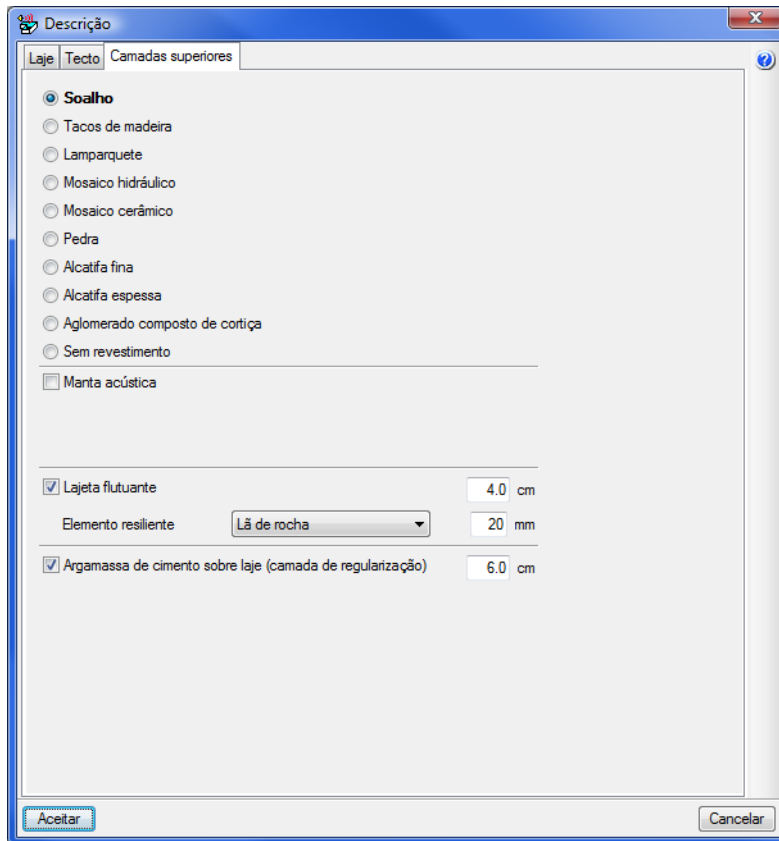 Descrição
Laje Tecto Camadas superiores
Soalho
Tacos de madeira
Lamparquete
Mosaico hidráulico
Mosaico cerâmico
Pedra
Alcatifa fina
Alcatifa espessa
Aglomerado composto de cortiça
Sem revestimento
Manta acústica
Lajeta flutuante 4.0 cm
Elemento resiliente Lã de rocha 20 mm
Argamassa de cimento sobre laje (camada de regularização) 6.0 cm
Aceitar Cancelar